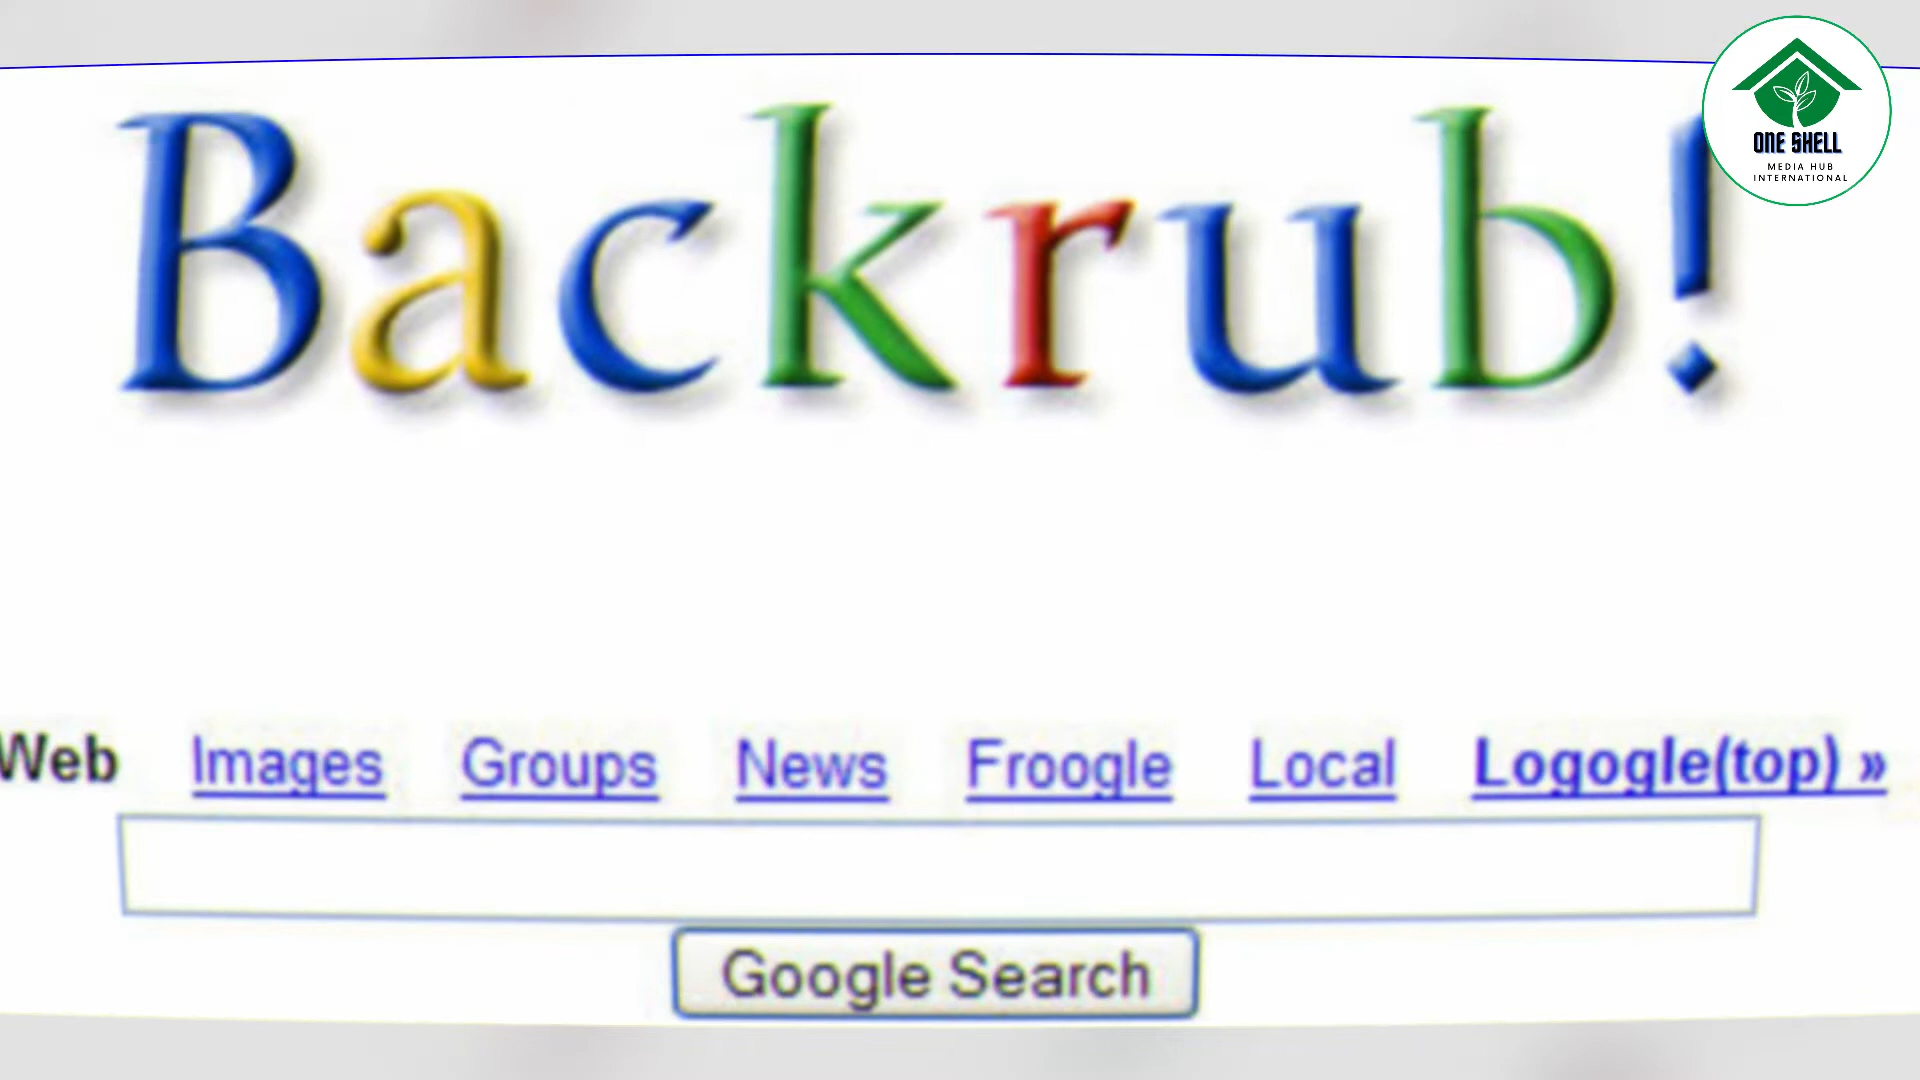 Backrub!
ONE SHELL
MEDIA HUB
INTERNATIONAL
Web Images Groups News Froogle Local Logogle(top) »
Google Search